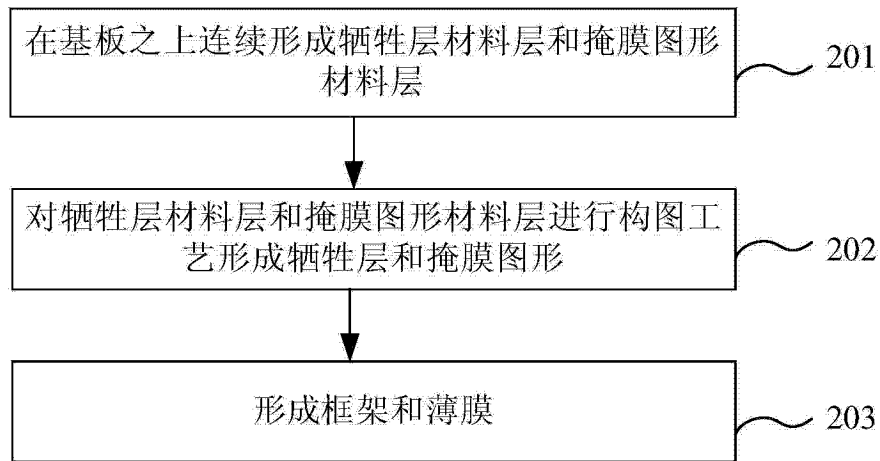 在基板之上连续形成牺牲层材料层和掩膜图形
材料层
201
对牺牲层材料层和掩膜图形材料层进行构图工
艺形成牺牲层和掩膜图形
202
形成框架和薄膜
203